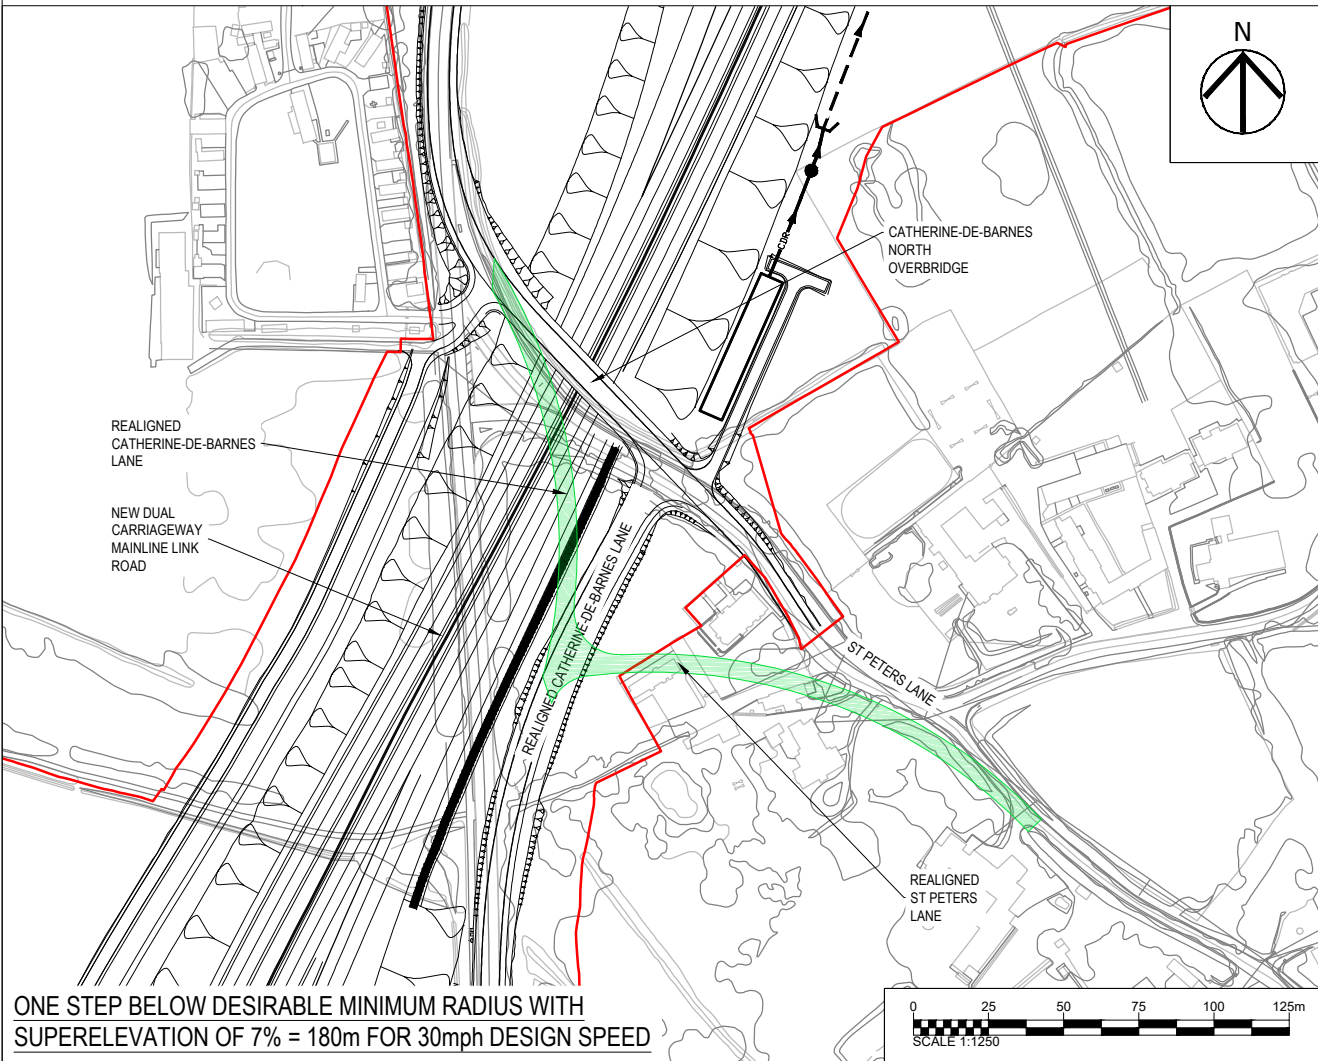 N
CATHERINE-DE-BARNES
NORTH
OVERBRIDGE
CDR
REALIGNED
CATHERINE-DE-BARNES
LANE
NEW DUAL
CARRIAGEWAY
MAINLINE LINK
ROAD
REALIGNED CATHERINE-DE-BARNES LANE
ST PETERS LANE
REALIGNED
ST PETERS
LANE
ONE STEP BELOW DESIRABLE MINIMUM RADIUS WITH
SUPERELEVATION OF 7% = 180m FOR 30mph DESIGN SPEED
0 25 50 75 100 125m
SCALE 1:1250